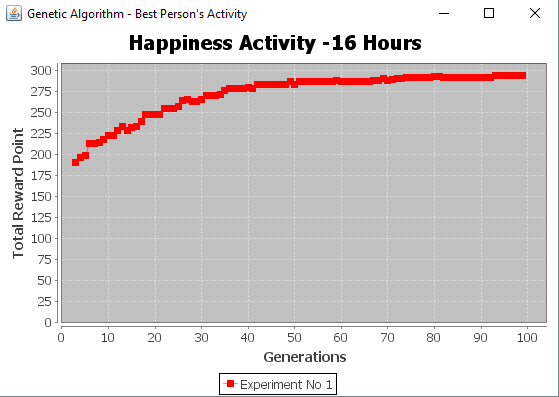 Genetic Algorithm - Best Person's Activity
Happiness Activity -16 Hours
Total Reward Point
300
275
250
225
200
175
150
125
100
75
50
25
0
0 10 20 30 40 50 60 70 80 90 100
Generations
Experiment No 1